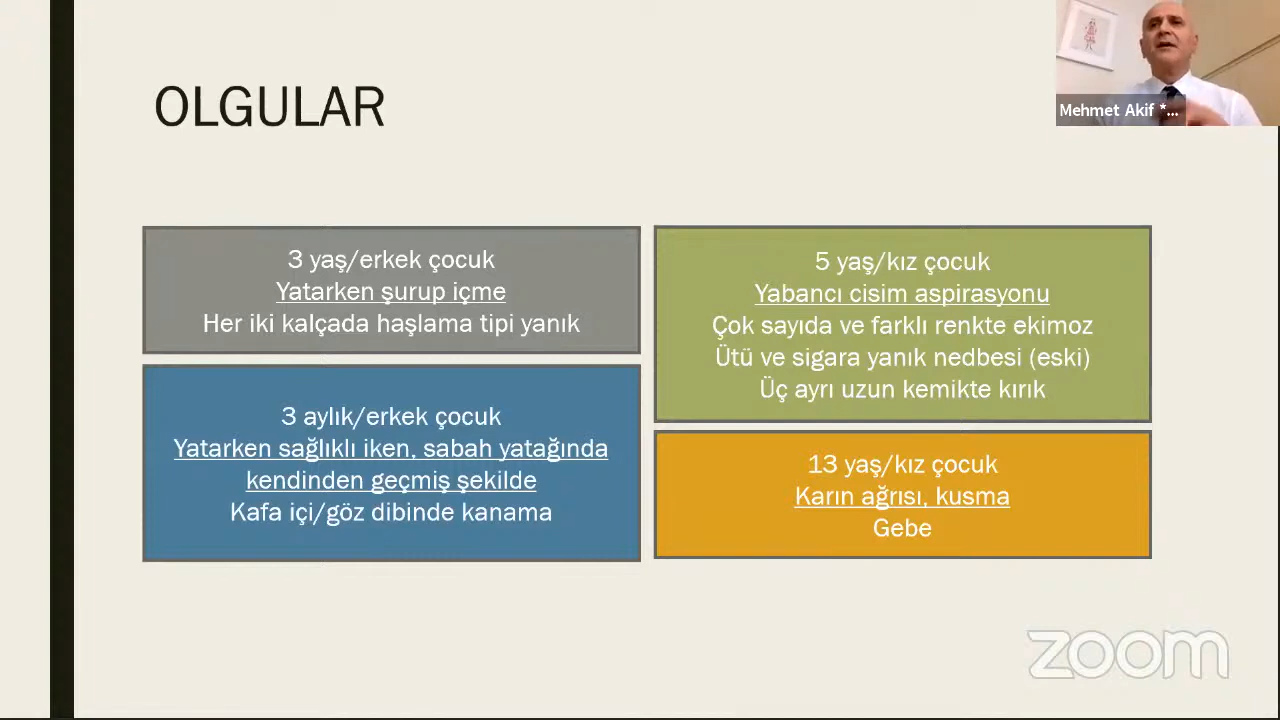 OLGULAR
Mehmet Akif *...
3 yaş/erkek çocuk
Yatarken şurup içme
Her iki kalçada haşlama tipi yanık
3 aylık/erkek çocuk
Yatarken sağlıklı iken, sabah yatağında
kendinden geçmiş şekilde
Kafa içi/göz dibinde kanama
5 yaş/kız çocuk
Yabancı cisim aspirasyonu
Çok sayıda ve farklı renkte ekimoz
Ütü ve sigara yanık nedbesi (eski)
Üç ayrı uzun kemikte kırık
13 yaş/kız çocuk
Karın ağrısı, kusma
Gebe
zoom